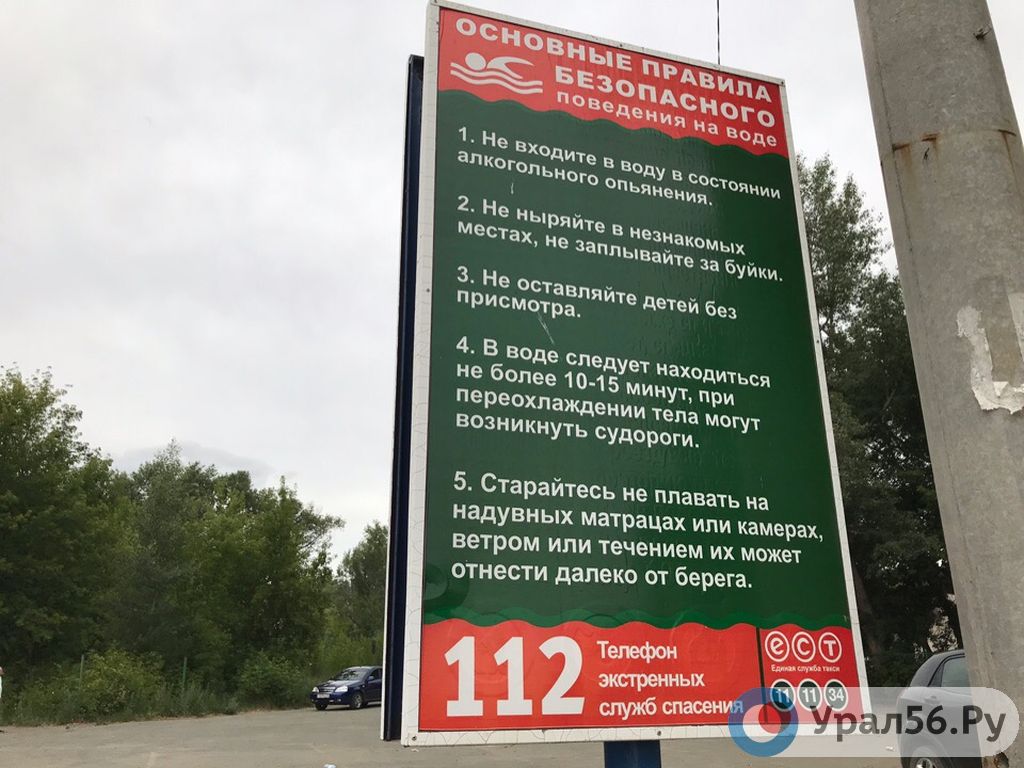 ОСНОВНЫЕ ПРАВИЛА
БЕЗОПАСНОГО
поведения на воде
1. Не входите в воду в состоянии
алкогольного опьянения.
2. Не ныряйте в незнакомых
местах, не заплывайте за буйки.
3. Не оставляйте детей без
присмотра.
4. В воде следует находиться
не более 10-15 минут, при
переохлаждении тела могут
возникнуть судороги.
5. Старайтесь не плавать на
надувных матрацах или камерах,
ветром или течением их может
отнести далеко от берега.
112
Телефон
экстренных
служб спасения
ест
Единая служба такси
11 11 34
Урал56.Ру